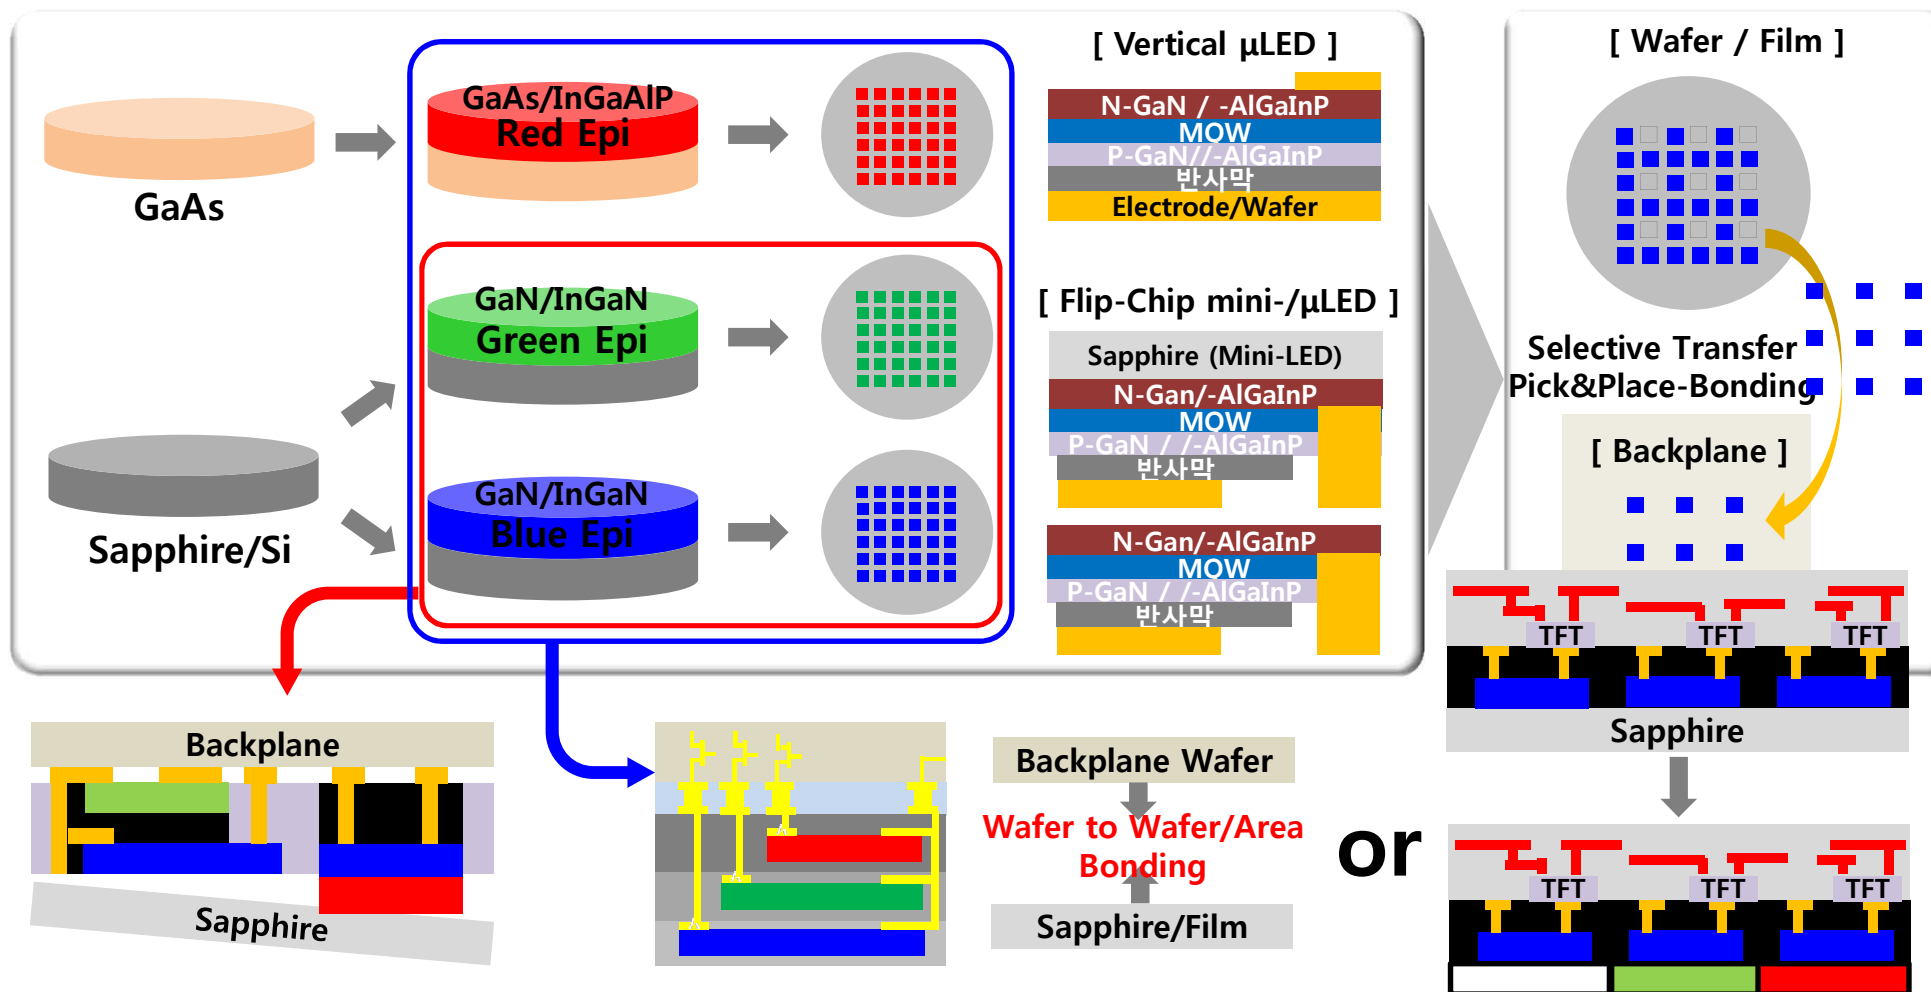 GaAs
Sapphire/Si
GaAs/InGaAlP
Red Epi
GaN/InGaN
Green Epi
GaN/InGaN
Blue Epi
[ Vertical μLED ]
N-GaN / -AlGaInP
MQW
P-GaN//-AlGaInP
반사막
Electrode/Wafer
[ Flip-Chip mini-/μLED ]
Sapphire (Mini-LED)
N-Gan/-AlGaInP
MQW
P-GaN / /-AlGaInP
반사막
N-Gan/-AlGaInP
MQW
P-GaN / /-AlGaInP
반사막
[ Wafer / Film ]
Selective Transfer
Pick&Place-Bonding
[ Backplane ]
TFT
TFT
TFT
Sapphire
Backplane
Sapphire
Backplane Wafer
Wafer to Wafer/Area
Bonding
Sapphire/Film
or
TFT
TFT
TFT